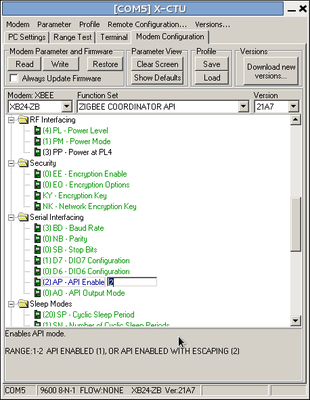 [COM5] X-CTU
Modem Parameter Profile Remote Configuration... Versions...
PC Settings Range Test Terminal Modem Configuration
Modem Parameter and Firmware Parameter View Profile Versions
Read Write Restore Clear Screen Save Download new versions...
Always Update Firmware Show Defaults Load
Modem: XBEE Function Set Version
XB24-ZB ZIGBEE COORDINATOR API 21A7
RF Interfacing
(4) PL - Power Level
(1) PM - Power Mode
(3) PP - Power at PL4
Security
(0) EE - Encryption Enable
(0) EO - Encryption Options
KY - Encryption Key
NK - Network Encryption Key
Serial Interfacing
(3) BD - Baud Rate
(0) NB - Parity
(0) SB - Stop Bits
(1) D7 - DIO7 Configuration
(0) D6 - DIO6 Configuration
(2) AP - API Enable 2
(0) AO - API Output Mode
Sleep Modes
(20) SP - Cyclic Sleep Period
(1) SN - Number of Cyclic Sleep Periods
Enables API mode.
RANGE:1-2 API ENABLED (1), OR API ENABLED WITH ESCAPING (2)
COM5 9600 8-N-1 FLOW:NONE XB24-ZB Ver:21A7